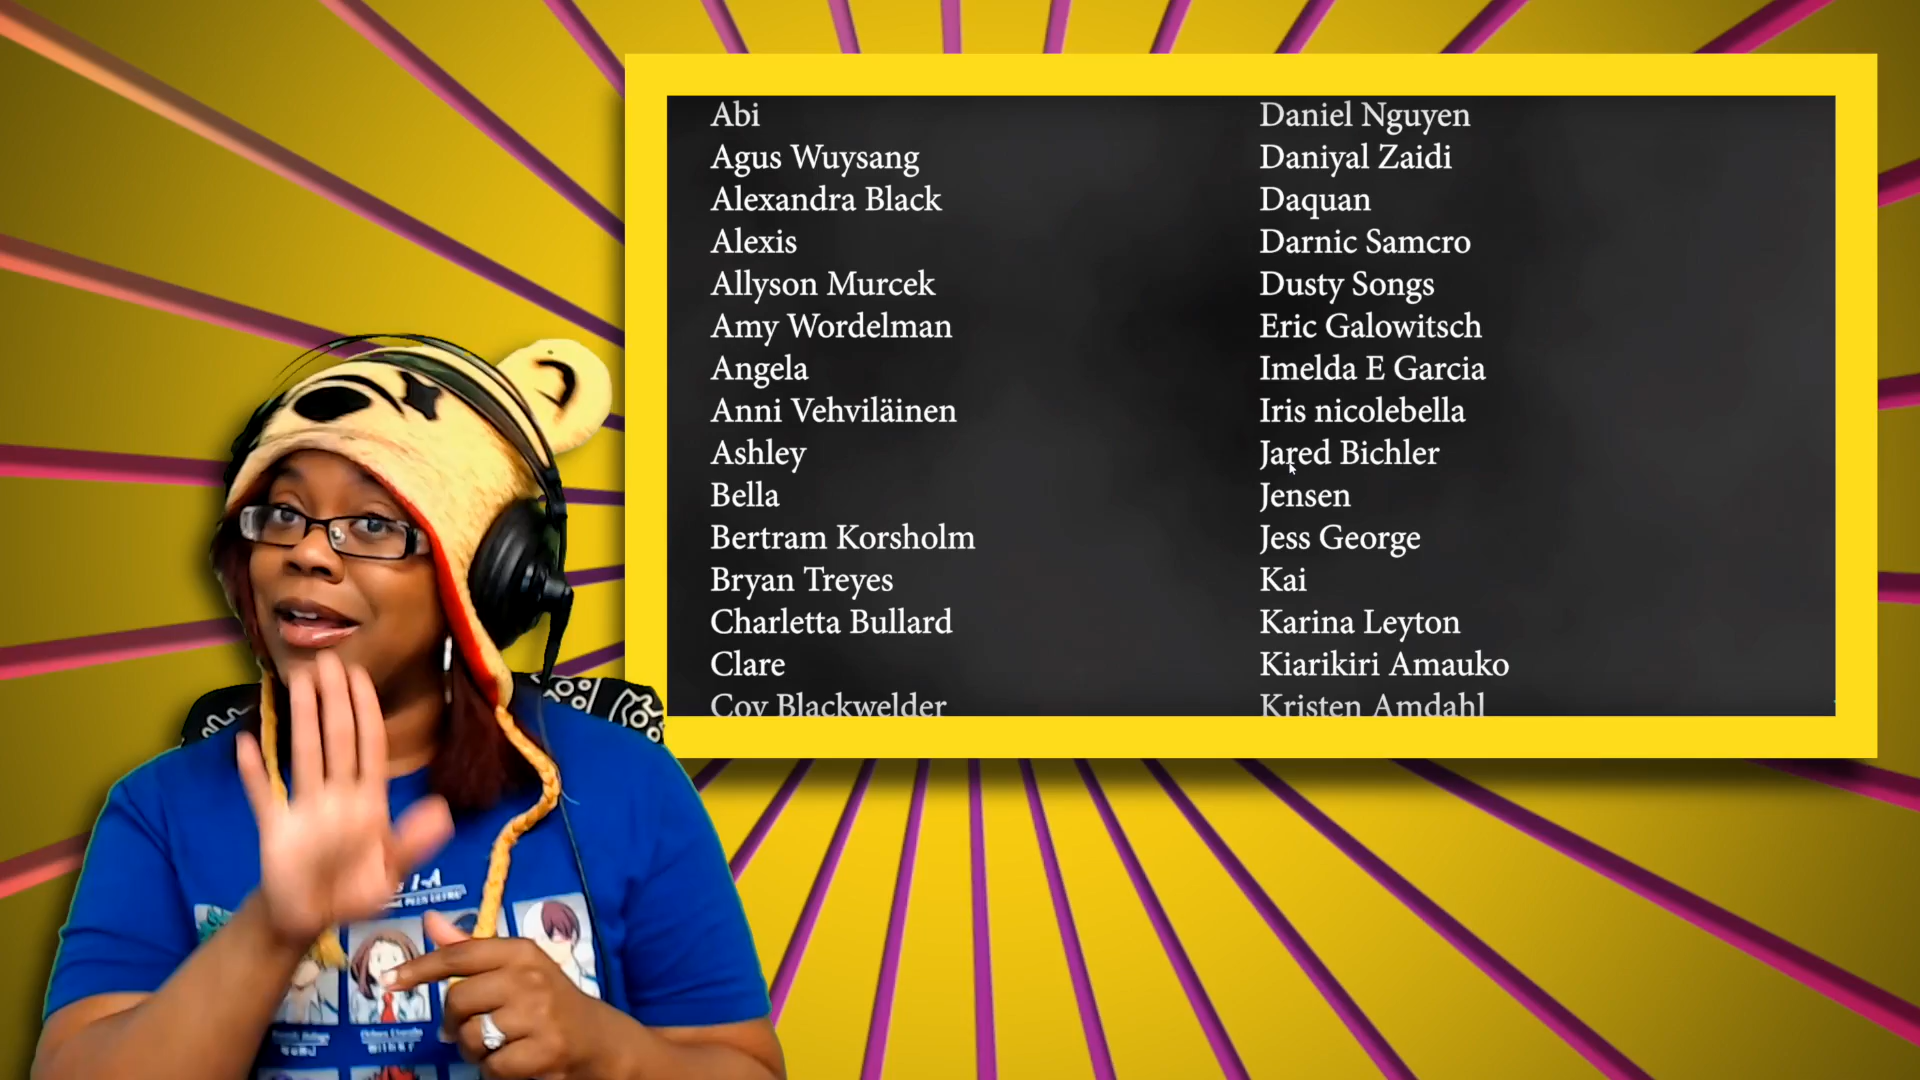 Abi
Agus Wuysang
Alexandra Black
Alexis
Allyson Murcek
Amy Wordelman
Angela
Anni Vehviläinen
Ashley
Bella
Bertram Korsholm
Bryan Treyes
Charletta Bullard
Clare
Coy Blackwelder
Daniel Nguyen
Daniyal Zaidi
Daquan
Darnic Samcro
Dusty Songs
Eric Galowitsch
Imelda E Garcia
Iris nicolebella
Jared Bichler
Jensen
Jess George
Kai
Karina Leyton
Kiarikiri Amauko
Kristen Amdahl
1-A